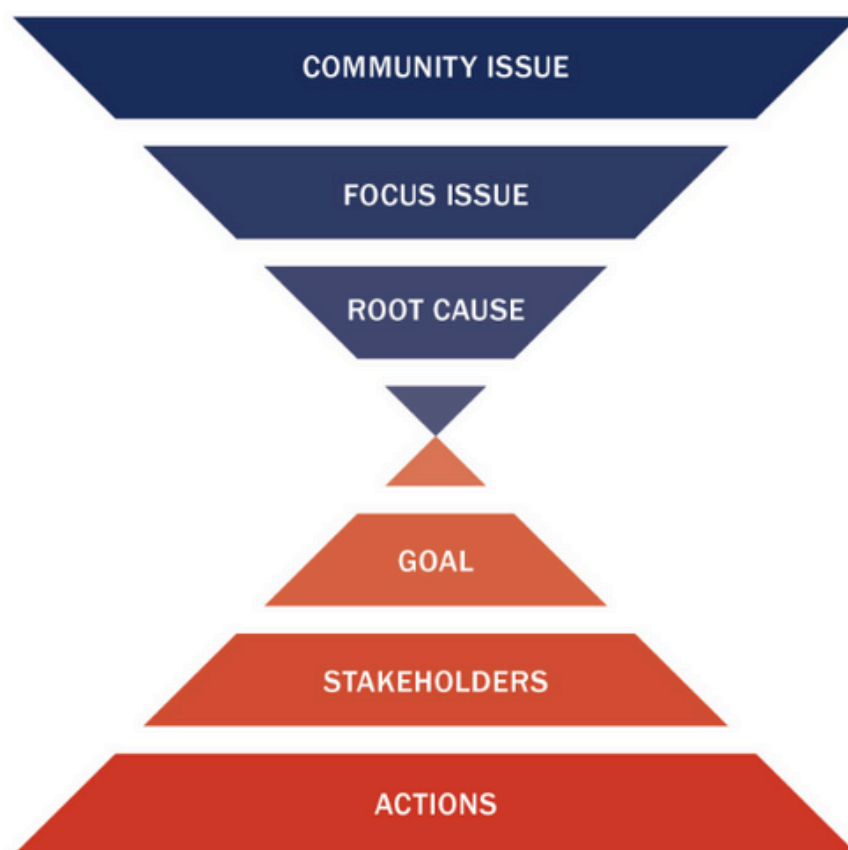 COMMUNITY ISSUE
FOCUS ISSUE
ROOT CAUSE
GOAL
STAKEHOLDERS
ACTIONS